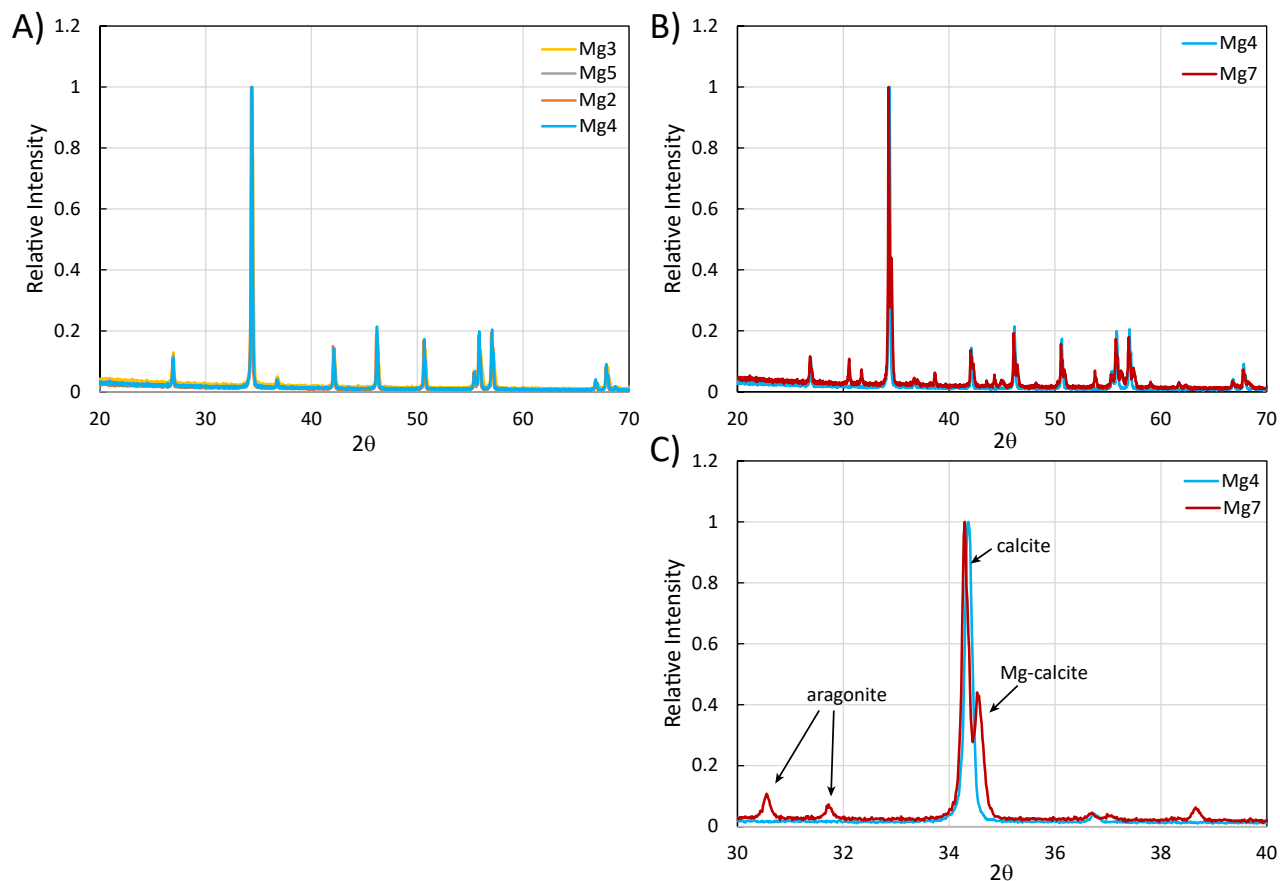 A)
Relative Intensity
1.2
1
0.8
0.6
0.4
0.2
0
20
30
40
50
60
70
2θ
Mg3
Mg5
Mg2
Mg4
B)
Relative Intensity
1.2
1
0.8
0.6
0.4
0.2
0
20
30
40
50
60
70
2θ
Mg4
Mg7
C)
Relative Intensity
1.2
1
0.8
0.6
0.4
0.2
0
30
32
34
36
38
40
2θ
Mg4
Mg7
calcite
Mg-calcite
aragonite